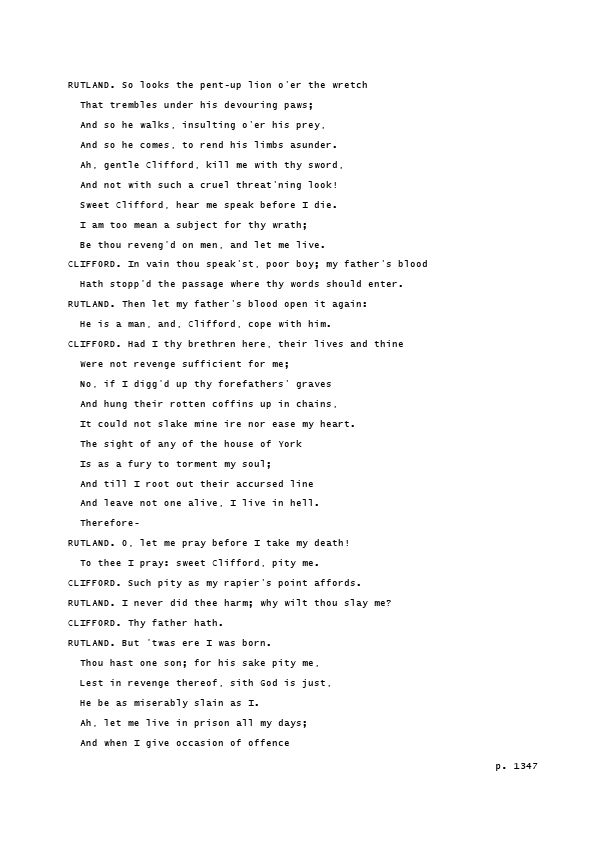 RUTLAND. So looks the pent-up lion o'er the wretch
That trembles under his devouring paws;
And so he walks, insulting o'er his prey,
And so he comes, to rend his limbs asunder.
Ah, gentle Clifford, kill me with thy sword,
And not with such a cruel threat'ning look!
Sweet Clifford, hear me speak before I die.
I am too mean a subject for thy wrath;
Be thou reveng'd on men, and let me live.
CLIFFORD. In vain thou speak'st, poor boy; my father's blood
Hath stopp'd the passage where thy words should enter.
RUTLAND. Then let my father's blood open it again:
He is a man, and, Clifford, cope with him.
CLIFFORD. Had I thy brethren here, their lives and thine
Were not revenge sufficient for me;
No, if I digg'd up thy forefathers' graves
And hung their rotten coffins up in chains,
It could not slake mine ire nor ease my heart.
The sight of any of the house of York
Is as a fury to torment my soul;
And till I root out their accursed line
And leave not one alive, I live in hell.
Therefore-
RUTLAND. O, let me pray before I take my death!
To thee I pray: sweet Clifford, pity me.
CLIFFORD. Such pity as my rapier's point affords.
RUTLAND. I never did thee harm; why wilt thou slay me?
CLIFFORD. Thy father hath.
RUTLAND. But 'twas ere I was born.
Thou hast one son; for his sake pity me,
Lest in revenge thereof, sith God is just,
He be as miserably slain as I.
Ah, let me live in prison all my days;
And when I give occasion of offence
p. 1347